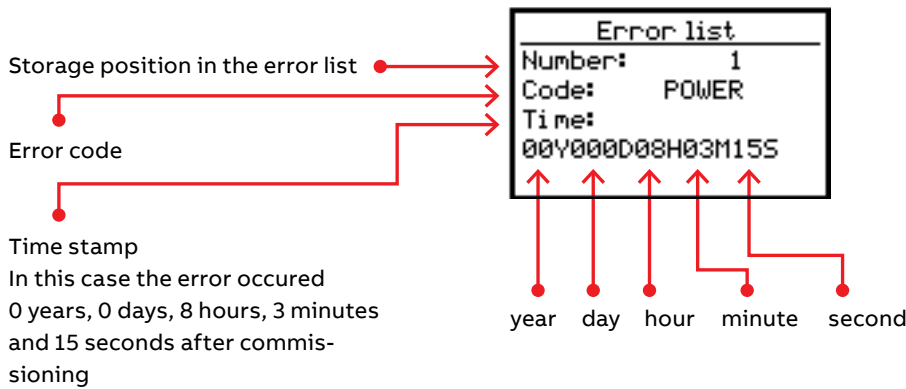 Error list
Number: 1
Code: POWER
Time:
00Y000D08H03M15S
Storage position in the error list
Error code
Time stamp
In this case the error occured
0 years, 0 days, 8 hours, 3 minutes
and 15 seconds after commis-
sioning
year day hour minute second